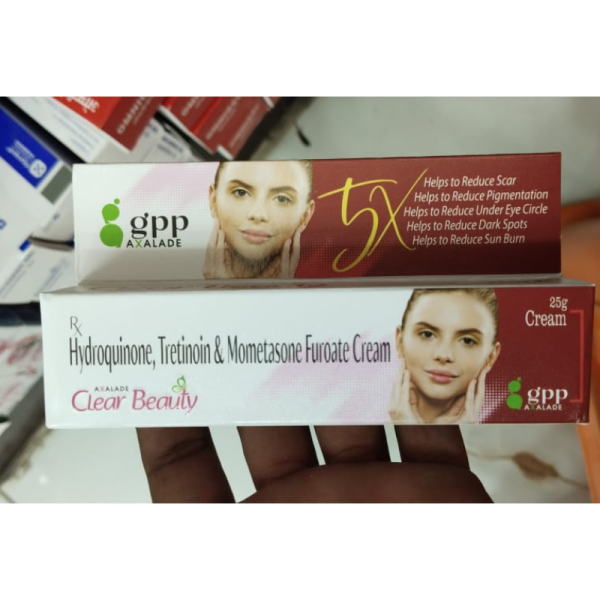 gpp
AXALADE
5X
Helps to Reduce Scar
Helps to Reduce Pigmentation
Helps to Reduce Under Eye Circle
Helps to Reduce Dark Spots
Helps to Reduce Sun Burn
Rx
Hydroquinone, Tretinoin & Mometasone Furoate Cream
AXALADE
Clear Beauty
25g
Cream
gpp
AXALADE